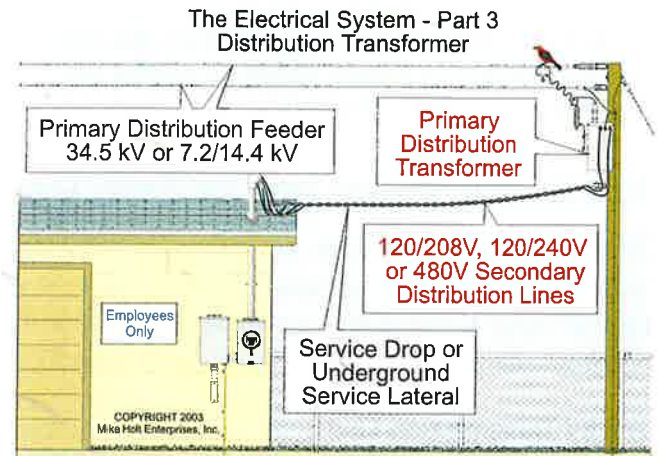 The Electrical System - Part 3
Distribution Transformer
Primary Distribution Feeder
34.5 kV or 7.2/14.4 kV
Primary
Distribution
Transformer
120/208V, 120/240V
or 480V Secondary
Distribution Lines
Employees
Only
Service Drop or
Underground
Service Lateral
COPYRIGHT 2003
Mike Holt Enterprises, Inc.